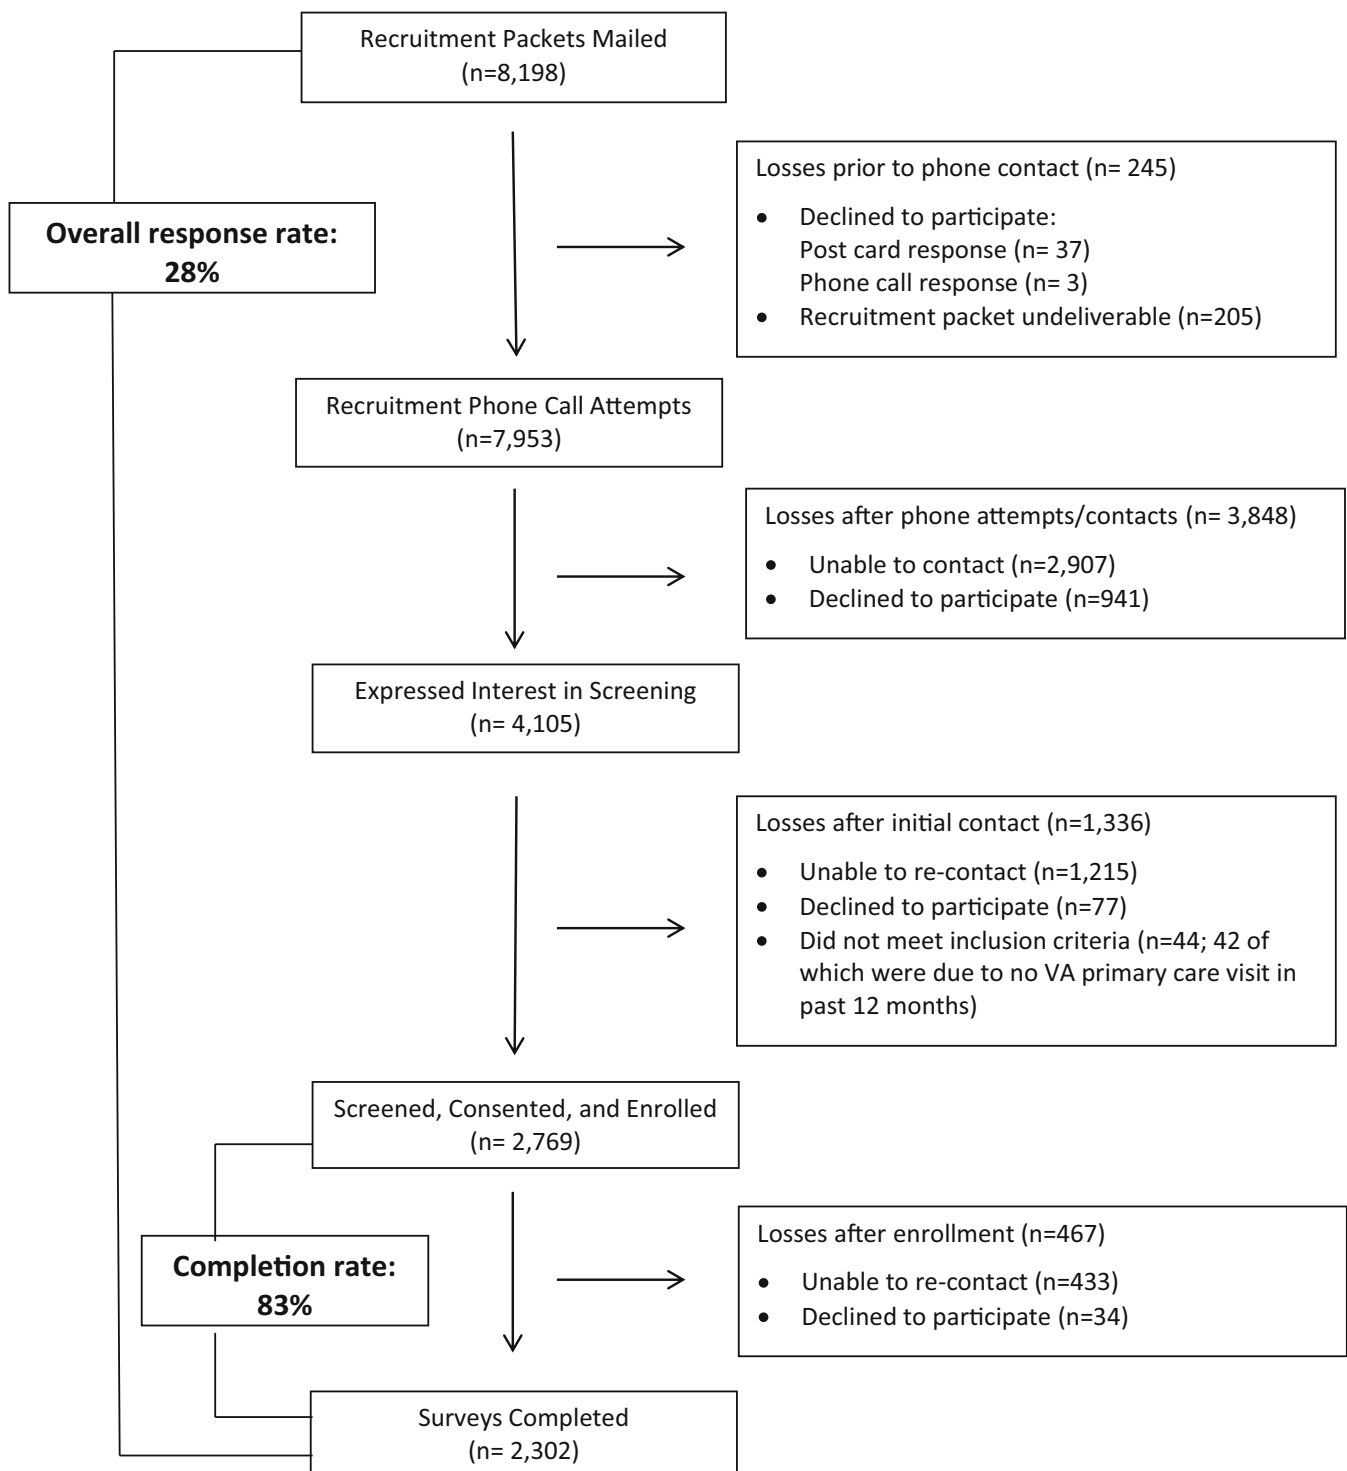 Recruitment Packets Mailed
(n=8,198)
Losses prior to phone contact (n= 245)
• Declined to participate:
Post card response (n= 37)
Phone call response (n= 3)
• Recruitment packet undeliverable (n=205)
Overall response rate:
28%
Recruitment Phone Call Attempts
(n=7,953)
Losses after phone attempts/contacts (n= 3,848)
• Unable to contact (n=2,907)
• Declined to participate (n=941)
Expressed Interest in Screening
(n= 4,105)
Losses after initial contact (n=1,336)
• Unable to re-contact (n=1,215)
• Declined to participate (n=77)
• Did not meet inclusion criteria (n=44; 42 of
which were due to no VA primary care visit in
past 12 months)
Screened, Consented, and Enrolled
(n= 2,769)
Losses after enrollment (n=467)
• Unable to re-contact (n=433)
• Declined to participate (n=34)
Completion rate:
83%
Surveys Completed
(n= 2,302)